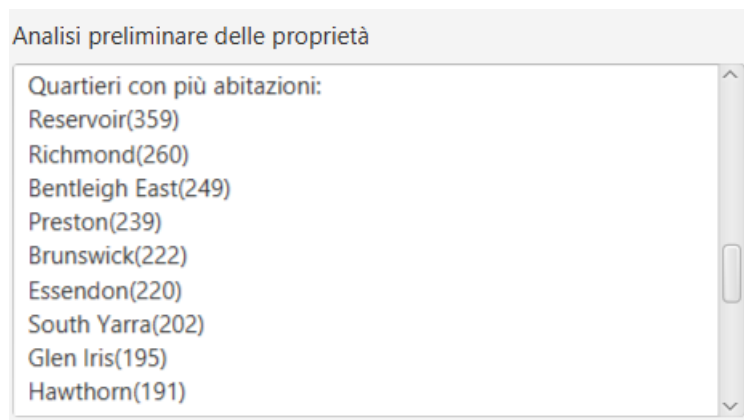 Analisi preliminare delle proprietà
Quartieri con più abitazioni:
Reservoir(359)
Richmond(260)
Bentleigh East(249)
Preston(239)
Brunswick(222)
Essendon(220)
South Yarra(202)
Glen Iris(195)
Hawthorn(191)